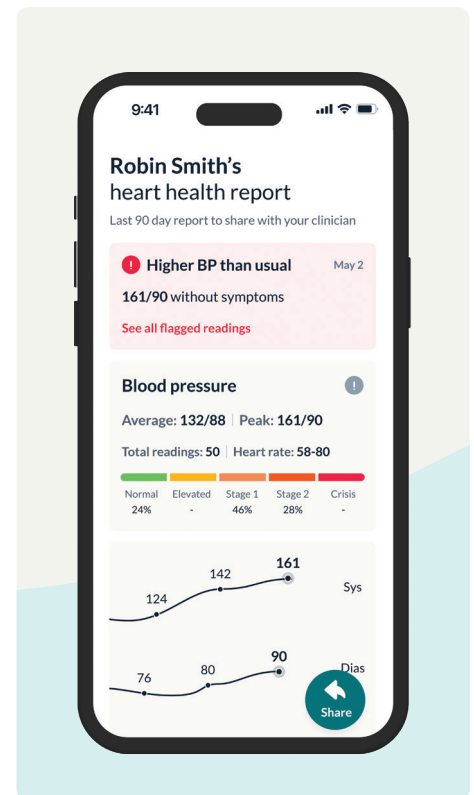 9:41
Robin Smith's
heart health report
Last 90 day report to share with your clinician
! Higher BP than usual May 2
161/90 without symptoms
See all flagged readings
Blood pressure !
Average: 132/88 | Peak: 161/90
Total readings: 50 | Heart rate: 58-80
Normal Elevated Stage 1 Stage 2 Crisis
24% - 46% 28% -
124 142 161 Sys
76 80 90 Dias
Share